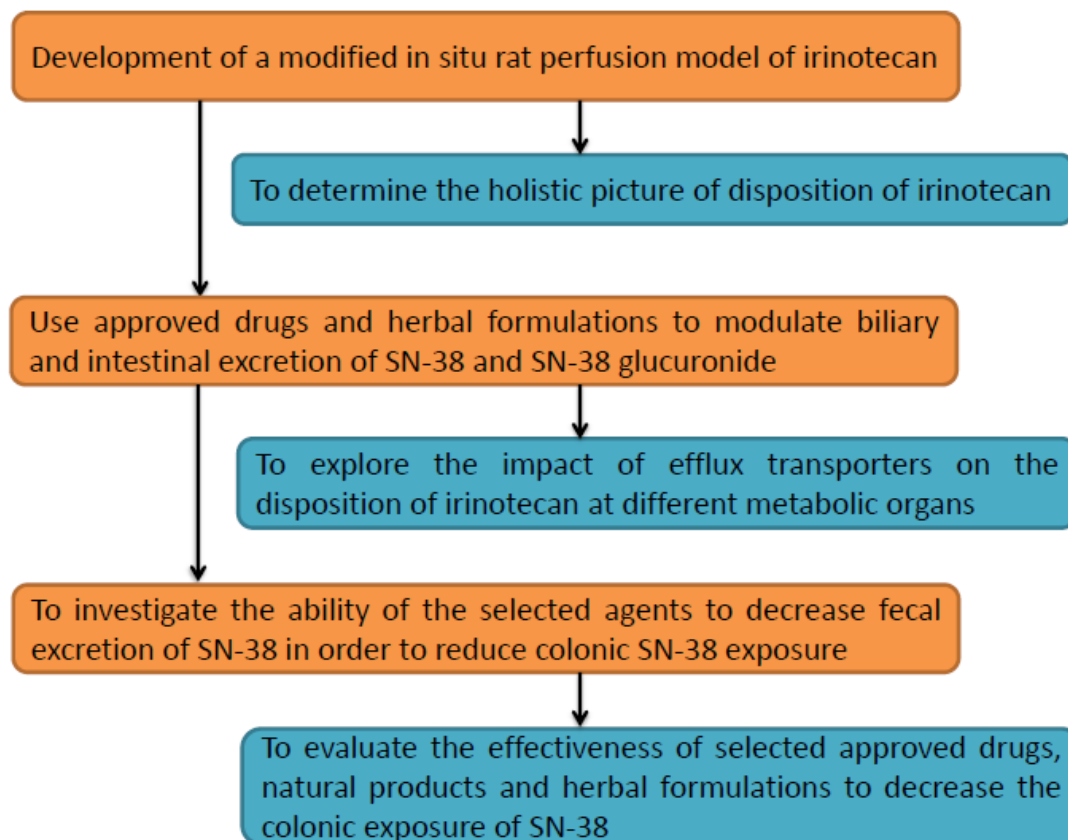 Development of a modified in situ rat perfusion model of irinotecan
To determine the holistic picture of disposition of irinotecan
Use approved drugs and herbal formulations to modulate biliary
and intestinal excretion of SN-38 and SN-38 glucuronide
To explore the impact of efflux transporters on the
disposition of irinotecan at different metabolic organs
To investigate the ability of the selected agents to decrease fecal
excretion of SN-38 in order to reduce colonic SN-38 exposure
To evaluate the effectiveness of selected approved drugs,
natural products and herbal formulations to decrease the
colonic exposure of SN-38